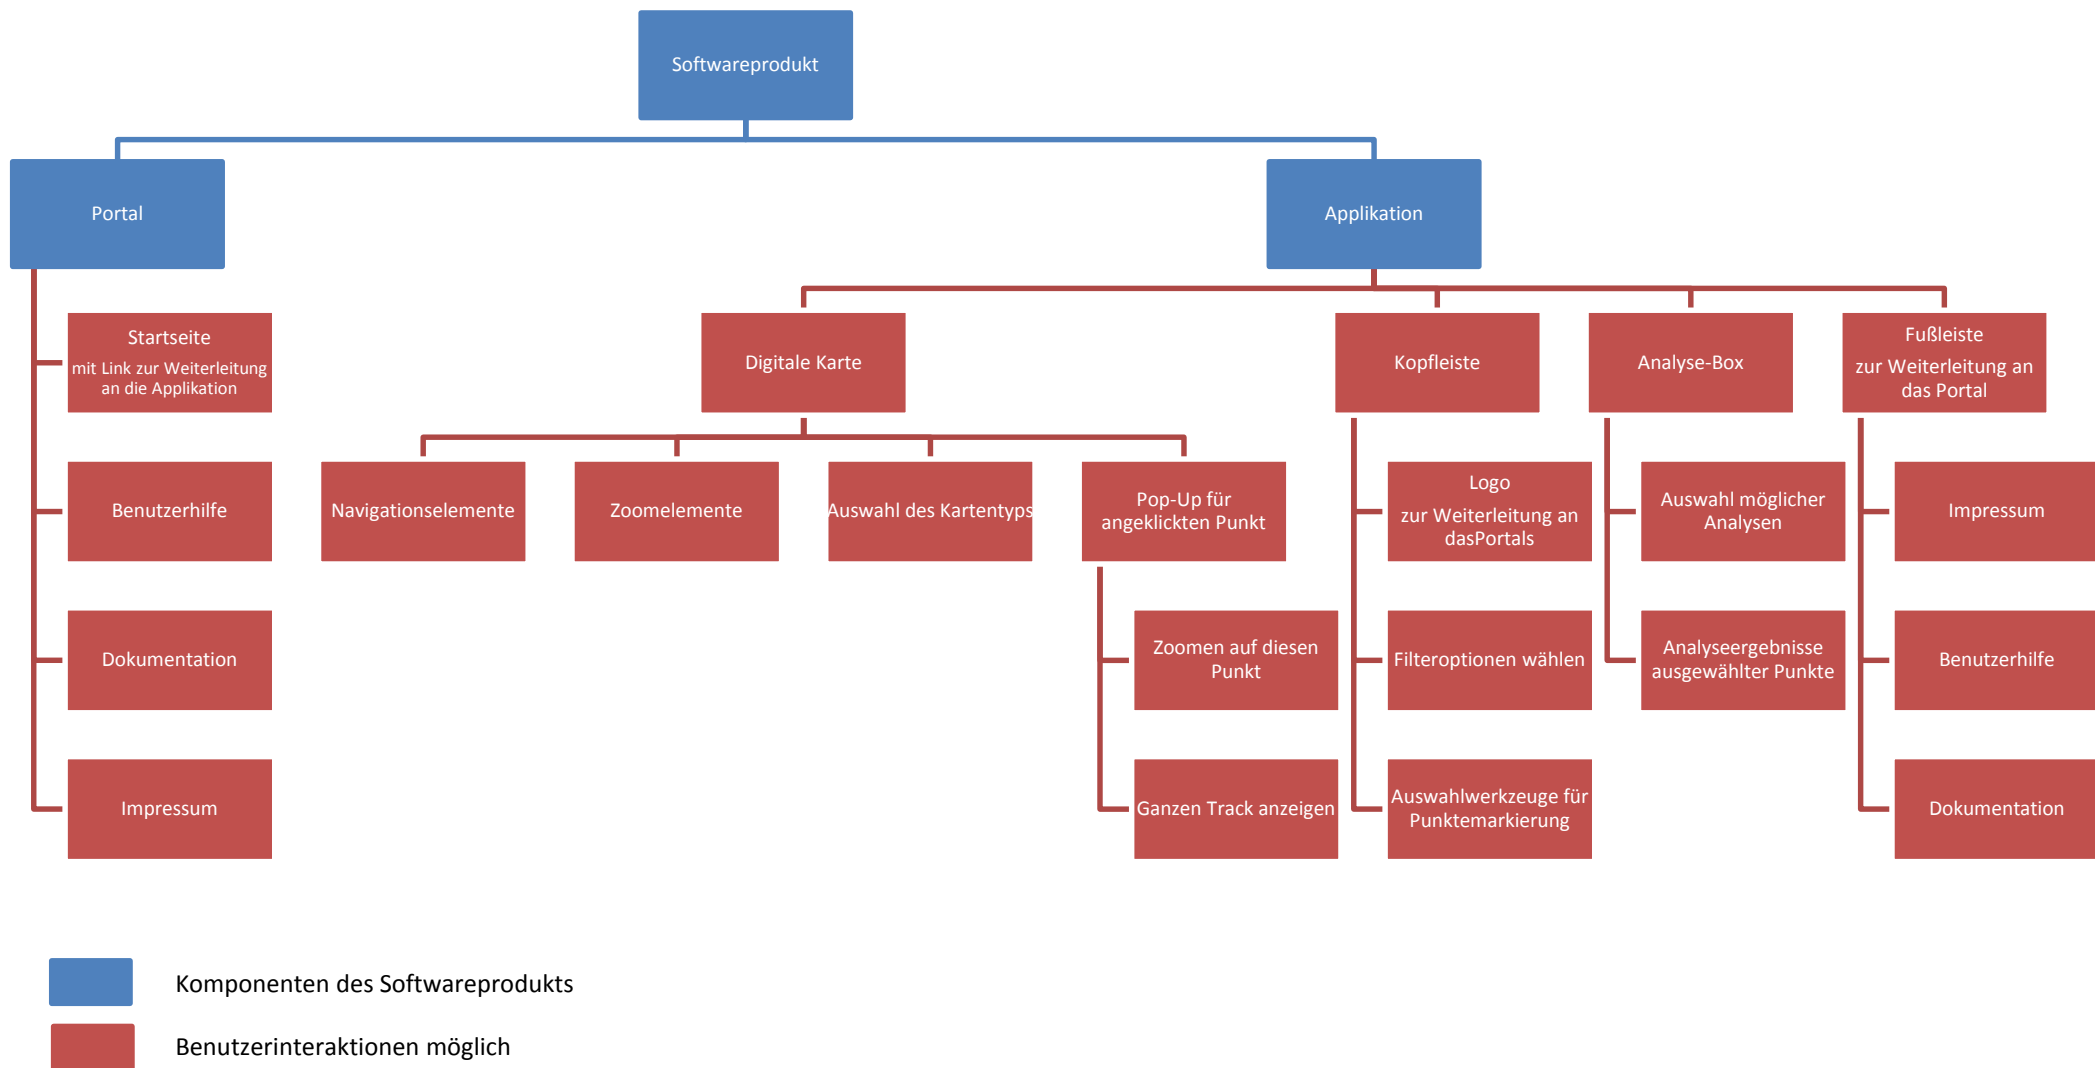 Softwareprodukt
Portal
Applikation
Startseite
mit Link zur Weiterleitung
an die Applikation
Digitale Karte
Kopfleiste
Analyse-Box
Fußleiste
zur Weiterleitung an
das Portal
Benutzerhilfe
Navigationselemente
Zoomelemente
Auswahl des Kartentyps
Pop-Up für
angeklickten Punkt
Logo
zur Weiterleitung an
dasPortals
Auswahl möglicher
Analysen
Impressum
Dokumentation
Zoomen auf diesen
Punkt
Filteroptionen wählen
Analyseergebnisse
ausgewählter Punkte
Benutzerhilfe
Impressum
Ganzen Track anzeigen
Auswahlwerkzeuge für
Punktemarkierung
Dokumentation
Komponenten des Softwareprodukts
Benutzerinteraktionen möglich